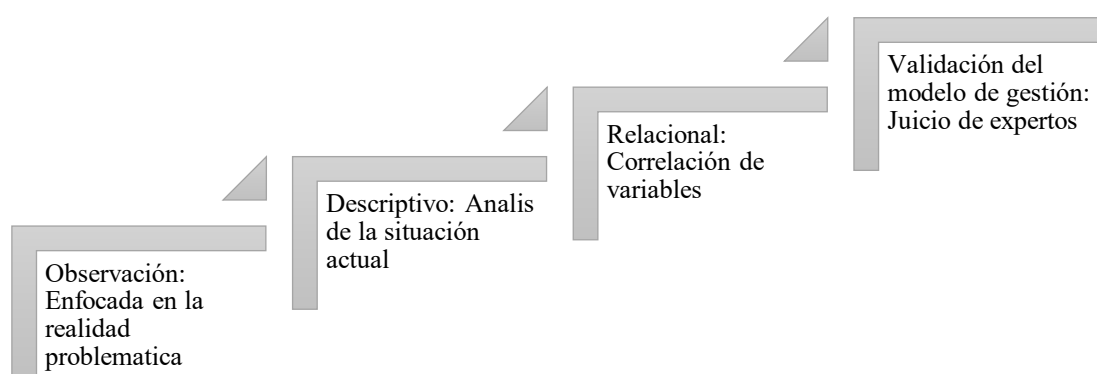 Observación:
Enfocada en la
realidad
problematica
Descriptivo: Analis
de la situación
actual
Relacional:
Correlación de
variables
Validación del
modelo de gestión:
Juicio de expertos